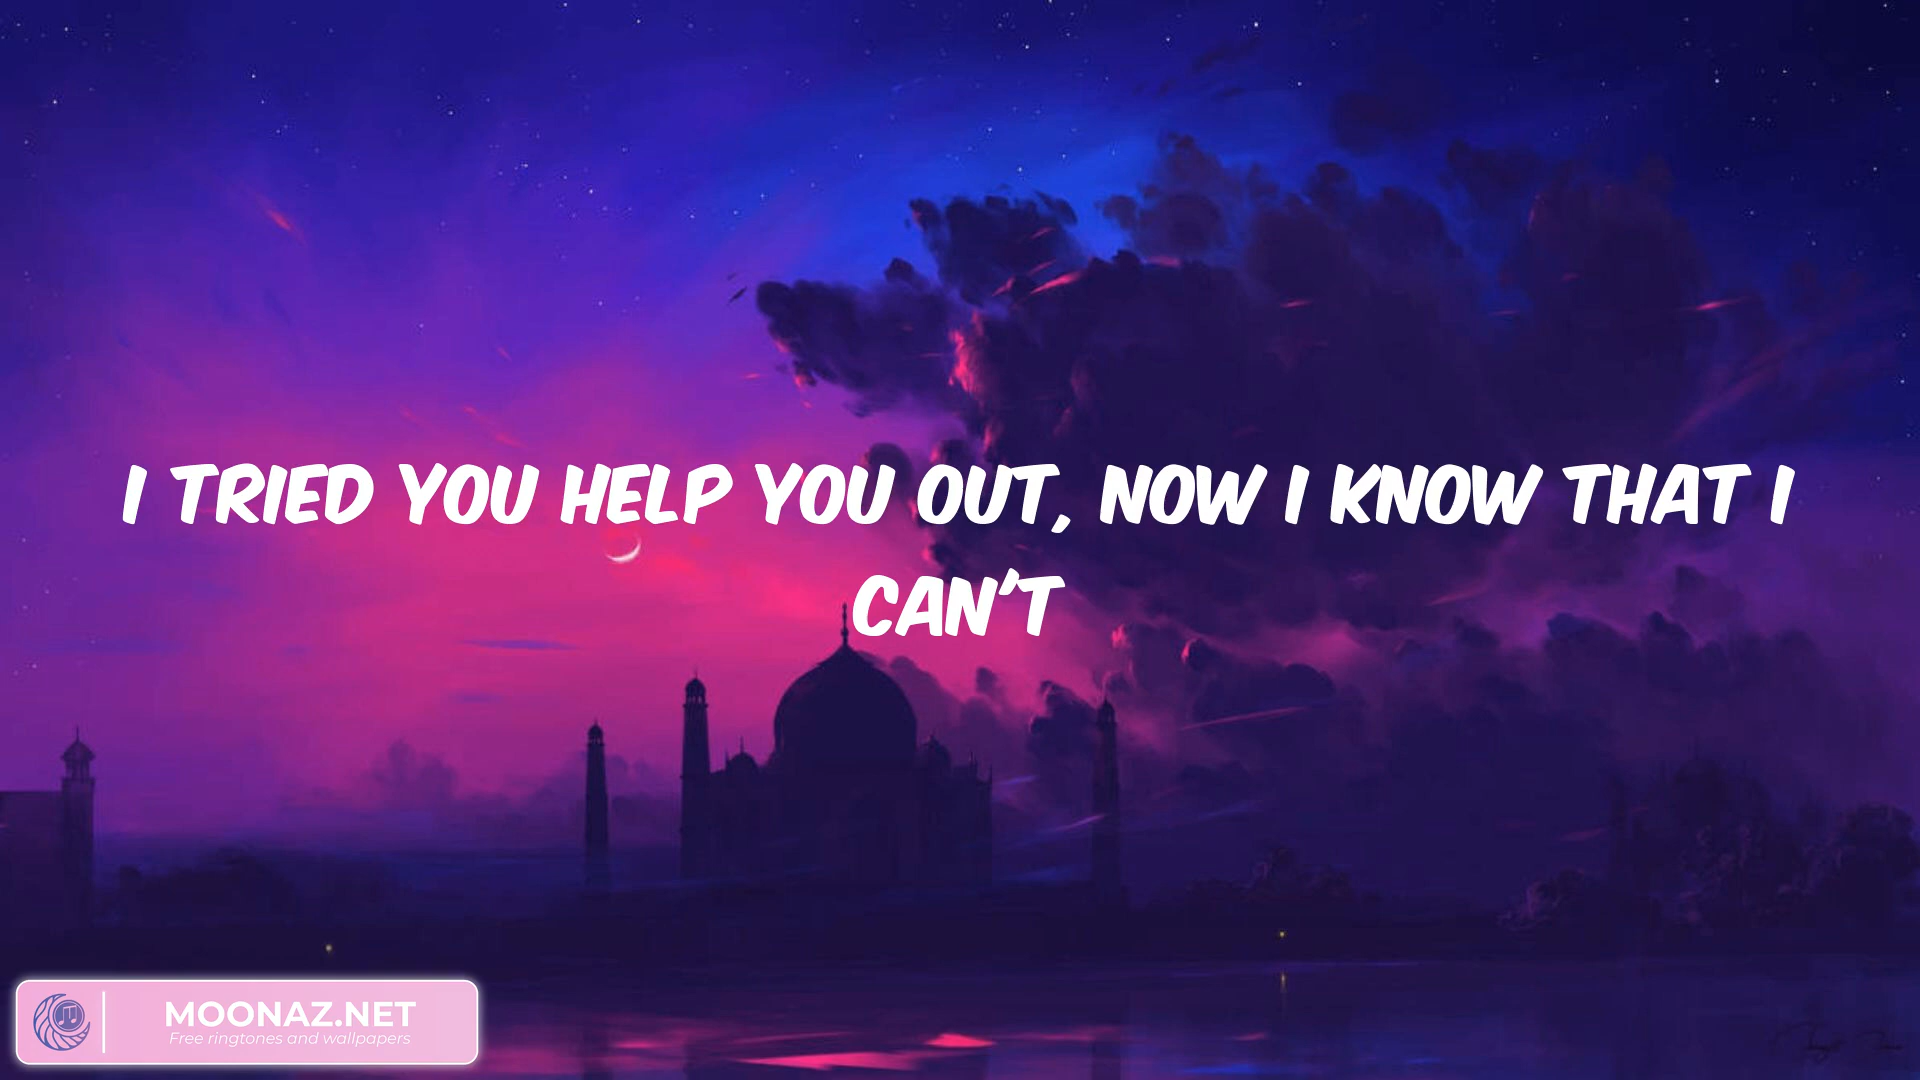 I TRIED YOU HELP YOU OUT, NOW I KNOW THAT I
CAN'T
MOONAZ.NET
Free ringtones and wallpapers